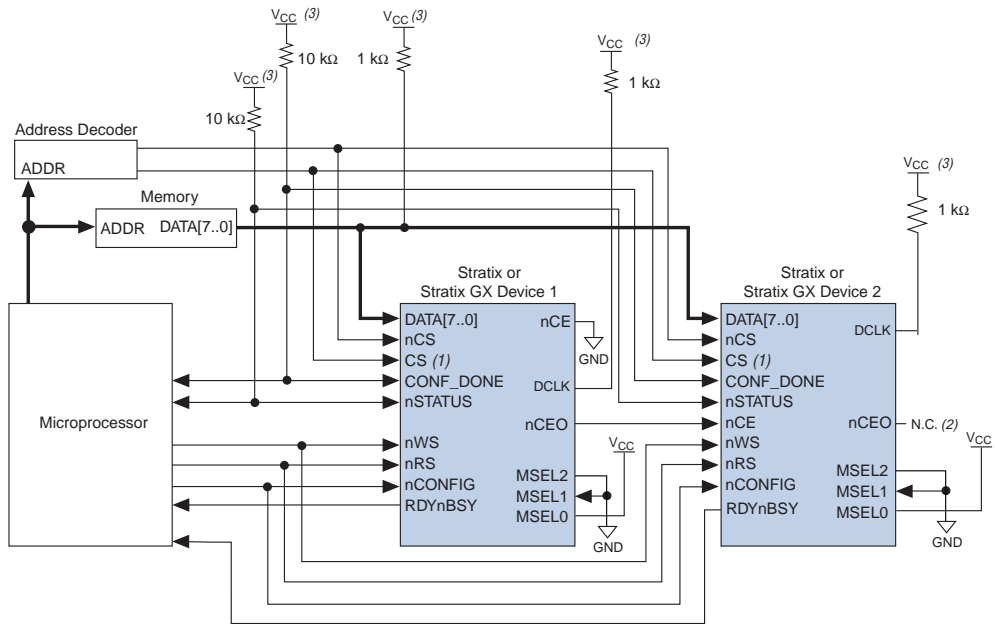 VCC (3)
10 kΩ
VCC (3)
1 kΩ
VCC (3)
1 kΩ
VCC (3)
10 kΩ
VCC (3)
1 kΩ
Address Decoder
ADDR
Memory
ADDR DATA[7..0]
Microprocessor
Stratix or
Stratix GX Device 1
DATA[7..0]
nCS
CS (1)
CONF_DONE
nSTATUS
nWS
nRS
nCONFIG
RDYnBSY
nCE
GND
DCLK
nCEO
VCC
MSEL2
MSEL1
MSEL0
GND
Stratix or
Stratix GX Device 2
DATA[7..0]
nCS
CS (1)
CONF_DONE
nSTATUS
nCE
nWS
nRS
nCONFIG
RDYnBSY
DCLK
nCEO
N.C. (2)
VCC
MSEL2
MSEL1
MSEL0
GND